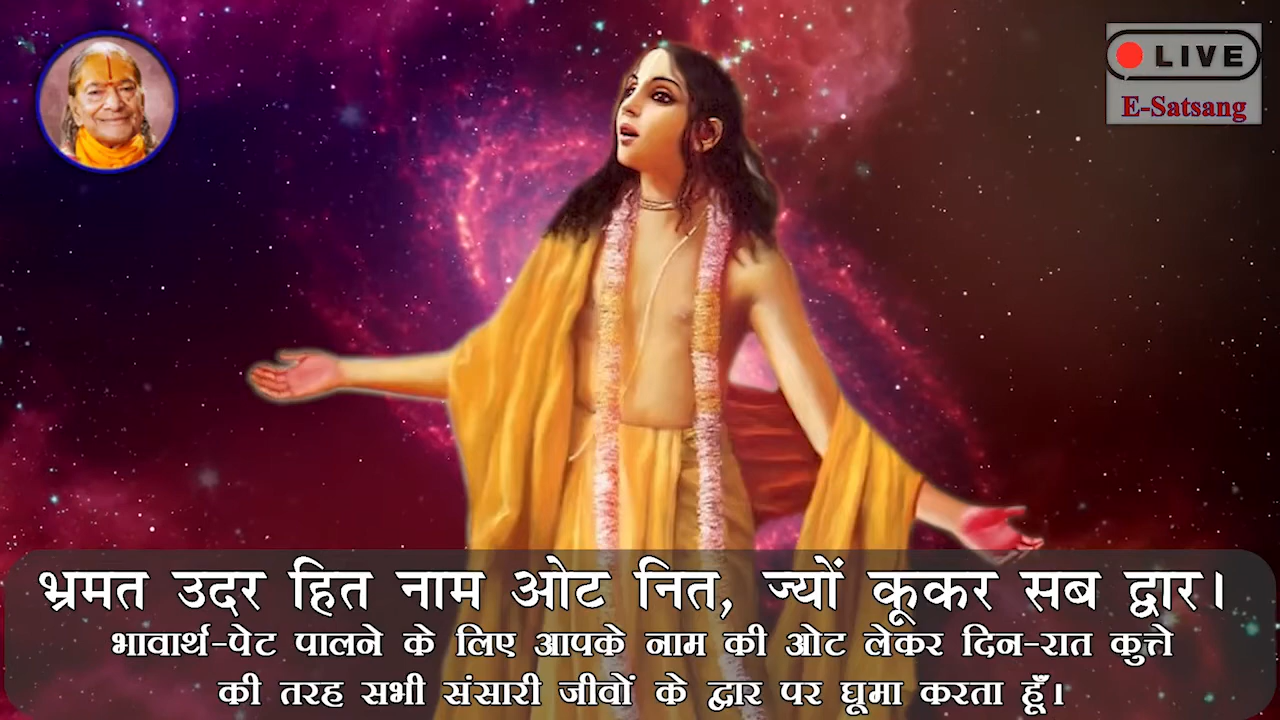 LIVE
E-Satsang
भ्रमत उदर हित नाम ओट नित, ज्यों कूकर सब द्वार।
भावार्थ-पेट पालने के लिए आपके नाम की ओट लेकर दिन-रात कुत्ते
की तरह सभी संसारी जीवों के द्वार पर घूमा करता हूँ।